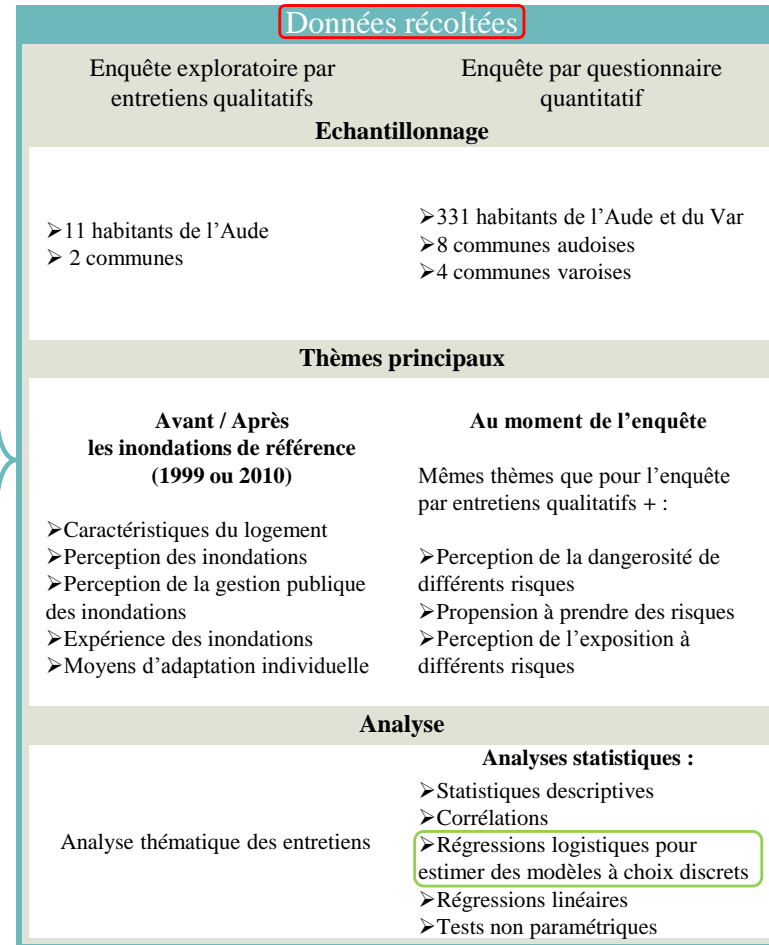 Données récoltées
Enquête exploratoire par
entretiens qualitatifs
Enquête par questionnaire
quantitatif
Echantillonnage
➢11 habitants de l’Aude
➢ 2 communes
➢331 habitants de l’Aude et du Var
➢8 communes audoises
➢4 communes varoises
Thèmes principaux
Avant / Après
les inondations de référence
(1999 ou 2010)
➢Caractéristiques du logement
➢Perception des inondations
➢Perception de la gestion publique
des inondations
➢Expérience des inondations
➢Moyens d’adaptation individuelle
Au moment de l’enquête
Mêmes thèmes que pour l’enquête
par entretiens qualitatifs + :
➢Perception de la dangerosité de
différents risques
➢Propension à prendre des risques
➢Perception de l’exposition à
différents risques
Analyse
Analyse thématique des entretiens
Analyses statistiques :
➢Statistiques descriptives
➢Corrélations
➢Régressions logistiques pour
estimer des modèles à choix discrets
➢Régressions linéaires
➢Tests non paramétriques